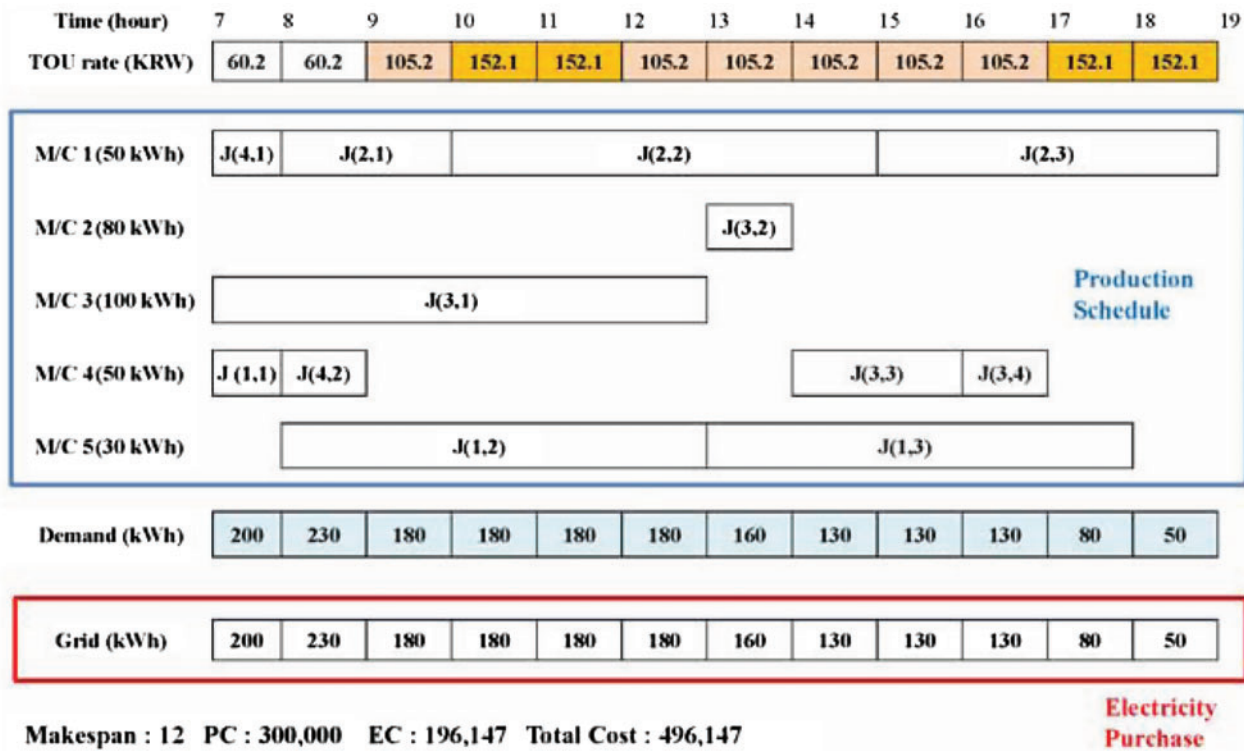 Time (hour) 7 8 9 10 11 12 13 14 15 16 17 18 19
TOU rate (KRW) 60.2 60.2 105.2 152.1 152.1 105.2 105.2 105.2 105.2 105.2 152.1 152.1
M/C 1(50 kWh) J(4,1) J(2,1) J(2,2) J(2,3)
M/C 2(80 kWh) J(3,2)
M/C 3(100 kWh) J(3,1)
Production
Schedule
M/C 4(50 kWh) J (1,1) J(4,2) J(3,3) J(3,4)
M/C 5(30 kWh) J(1,2) J(1,3)
Demand (kWh) 200 230 180 180 180 180 160 130 130 130 80 50
Grid (kWh) 200 230 180 180 180 180 160 130 130 130 80 50
Makespan : 12 PC : 300,000 EC : 196,147 Total Cost : 496,147
Electricity
Purchase